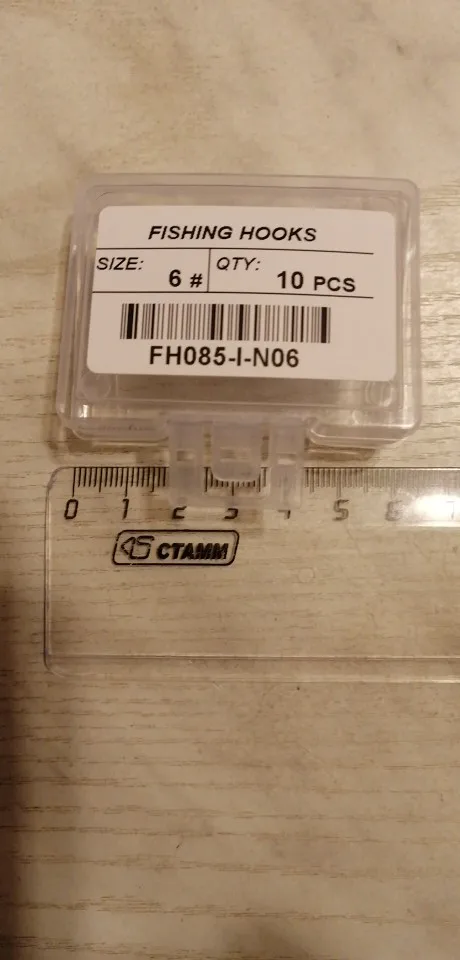 FISHING HOOKS
SIZE: 6 # QTY: 10 PCS
FH085-I-N06
0 1 2 3 4 5 6 7
СТАММ